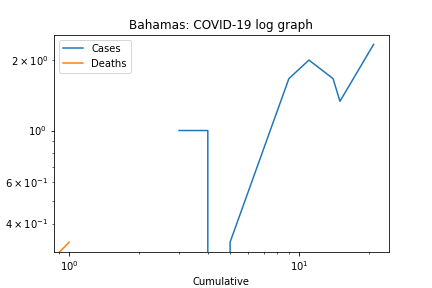 Bahamas: COVID-19 log graph
Cases
Deaths
2 × 10⁰
10⁰
6 × 10⁻¹
4 × 10⁻¹
10⁰ 10¹
Cumulative